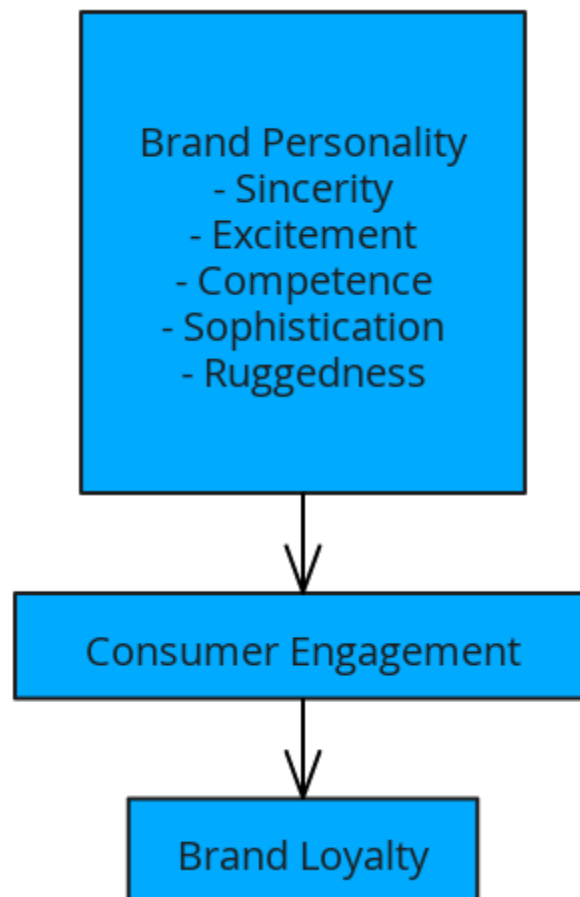 Brand Personality
- Sincerity
- Excitement
- Competence
- Sophistication
- Ruggedness
Consumer Engagement
Brand Loyalty